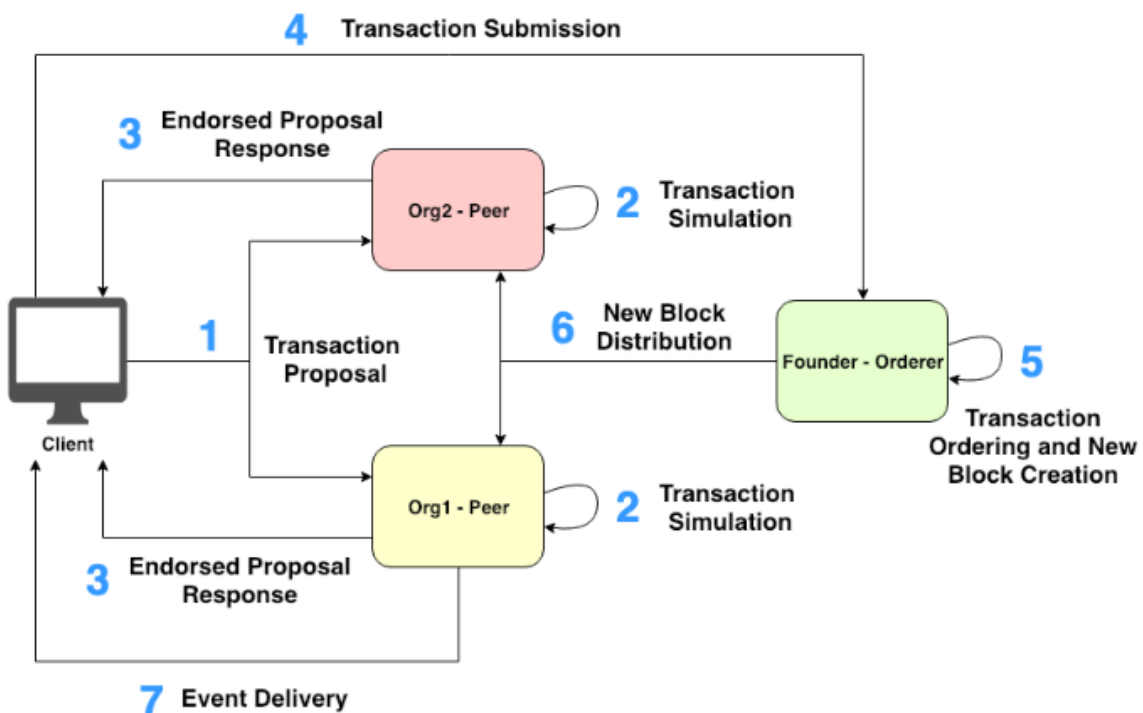 4 Transaction Submission
3 Endorsed Proposal
Response
Org2 - Peer
2 Transaction
Simulation
1 Transaction
Proposal
6 New Block
Distribution
Founder - Orderer
5
Transaction
Ordering and New
Block Creation
Client
Org1 - Peer
2 Transaction
Simulation
3 Endorsed Proposal
Response
7 Event Delivery